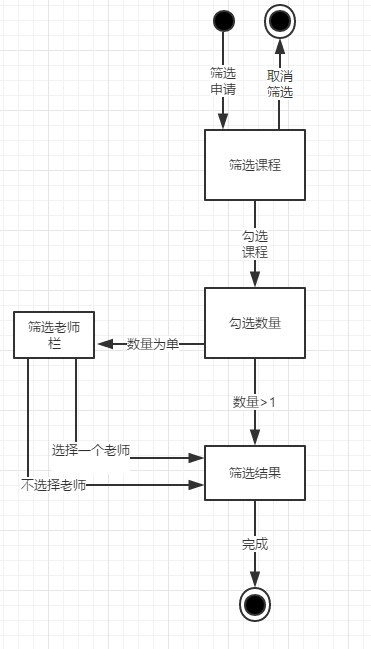 筛选
申请
取消
筛选
筛选课程
勾选
课程
筛选老师
栏
勾选数量
数量为单
数量>1
选择一个老师
不选择老师
筛选结果
完成